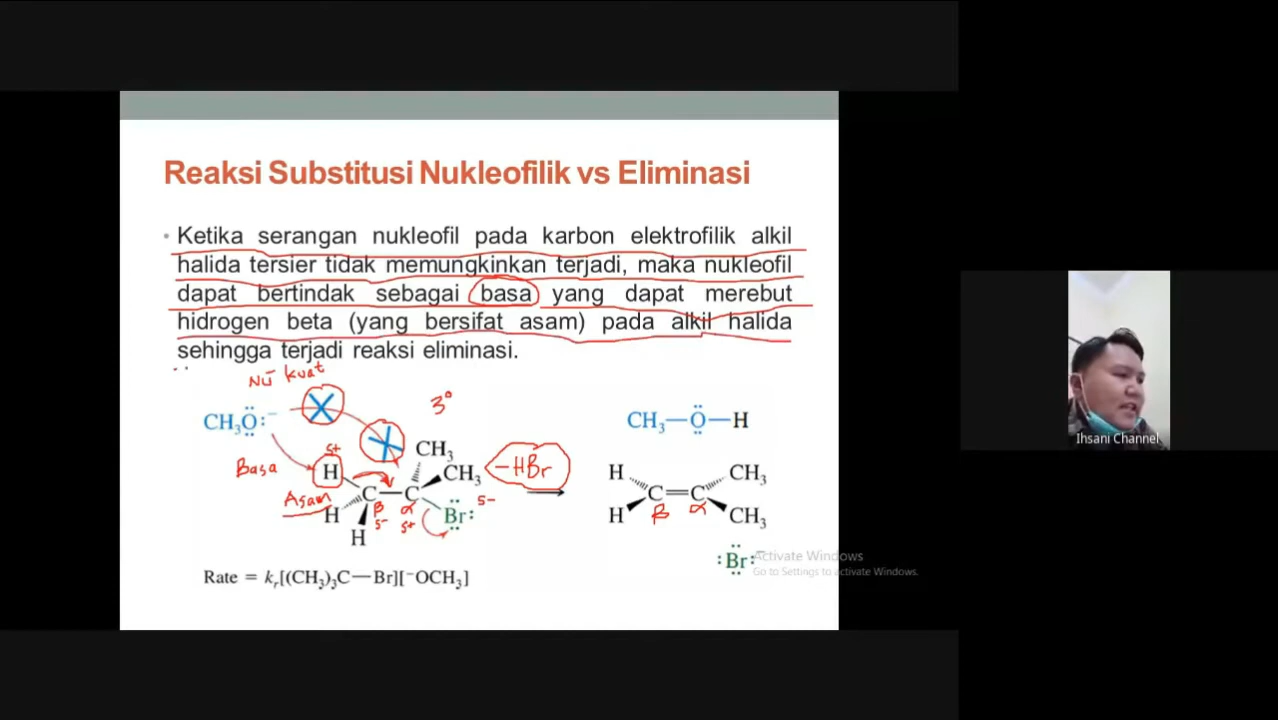 Reaksi Substitusi Nukleofilik vs Eliminasi
• Ketika serangan nukleofil pada karbon elektrofilik alkil
halida tersier tidak memungkinkan terjadi, maka nukleofil
dapat bertindak sebagai basa yang dapat merebut
hidrogen beta (yang bersifat asam) pada alkil halida
sehingga terjadi reaksi eliminasi.
Nu kuat
3°
CH₃Ö:⁻
CH₃—Ö—H
CH₃
Basa
δ+
H
CH₃
-HBr
H
CH₃
C—C
C=C
Asam
H
β
α
Br:
δ-
H
β
α
CH₃
δ-
δ+
H
:Br:⁻
Activate Windows
Go to Settings to activate Windows.
Rate = kᵣ[(CH₃)₃C—Br][⁻OCH₃]
Ihsani Channel